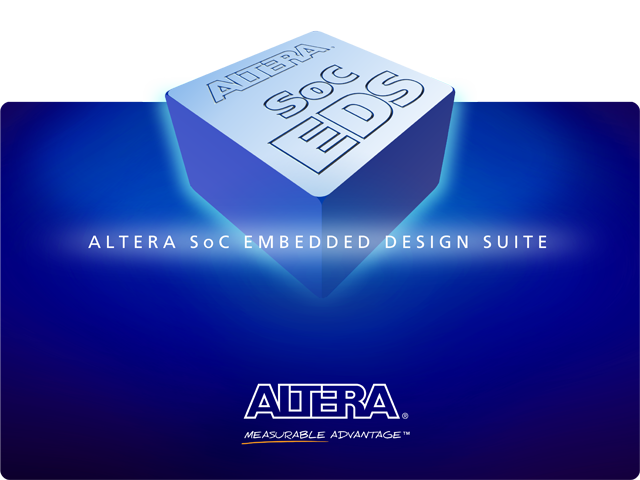 ALTERA®
SoC
EDS
ALTERA SoC EMBEDDED DESIGN SUITE
ALTERA®
MEASURABLE ADVANTAGE™